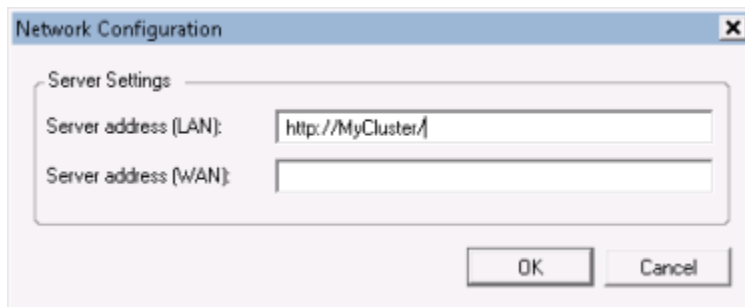 Network Configuration
Server Settings
Server address (LAN): http://MyCluster/
Server address (WAN):
OK Cancel